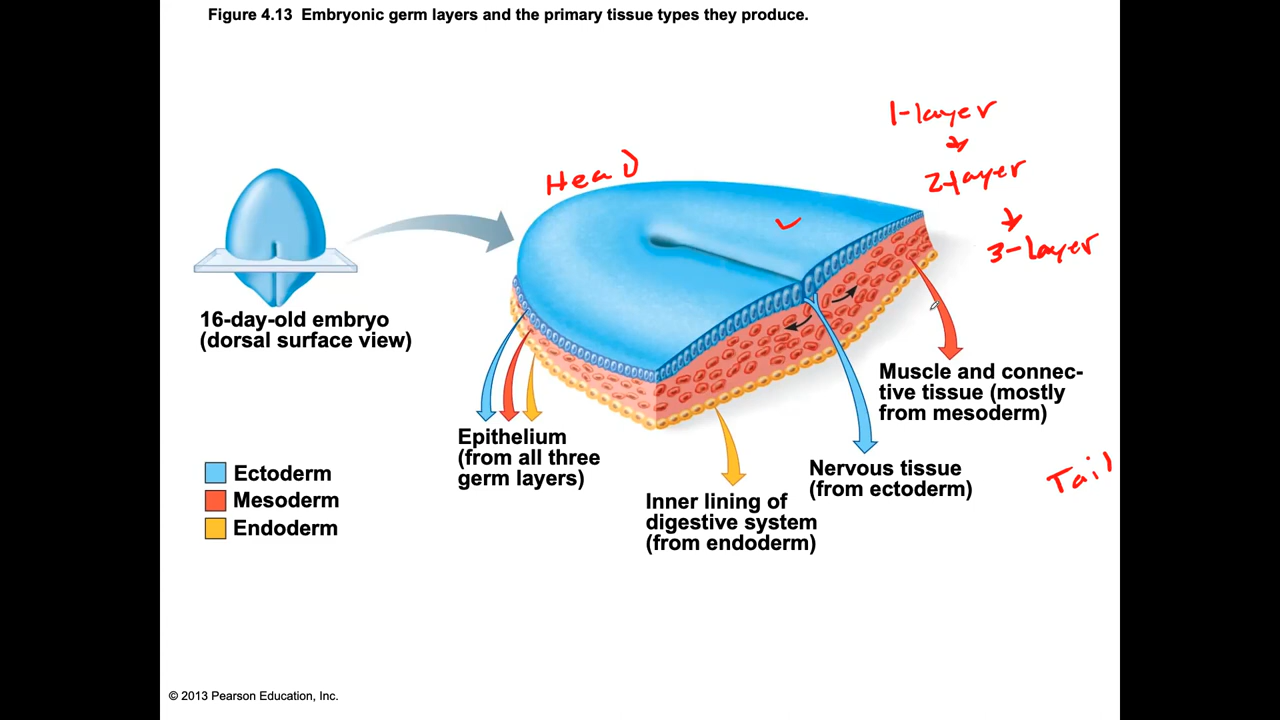 Figure 4.13 Embryonic germ layers and the primary tissue types they produce.
1-layer
2-layer
3-layer
Head
16-day-old embryo
(dorsal surface view)
Muscle and connec-
tive tissue (mostly
from mesoderm)
Epithelium
(from all three
germ layers)
Nervous tissue
(from ectoderm)
Tail
Inner lining of
digestive system
(from endoderm)
Ectoderm
Mesoderm
Endoderm
© 2013 Pearson Education, Inc.